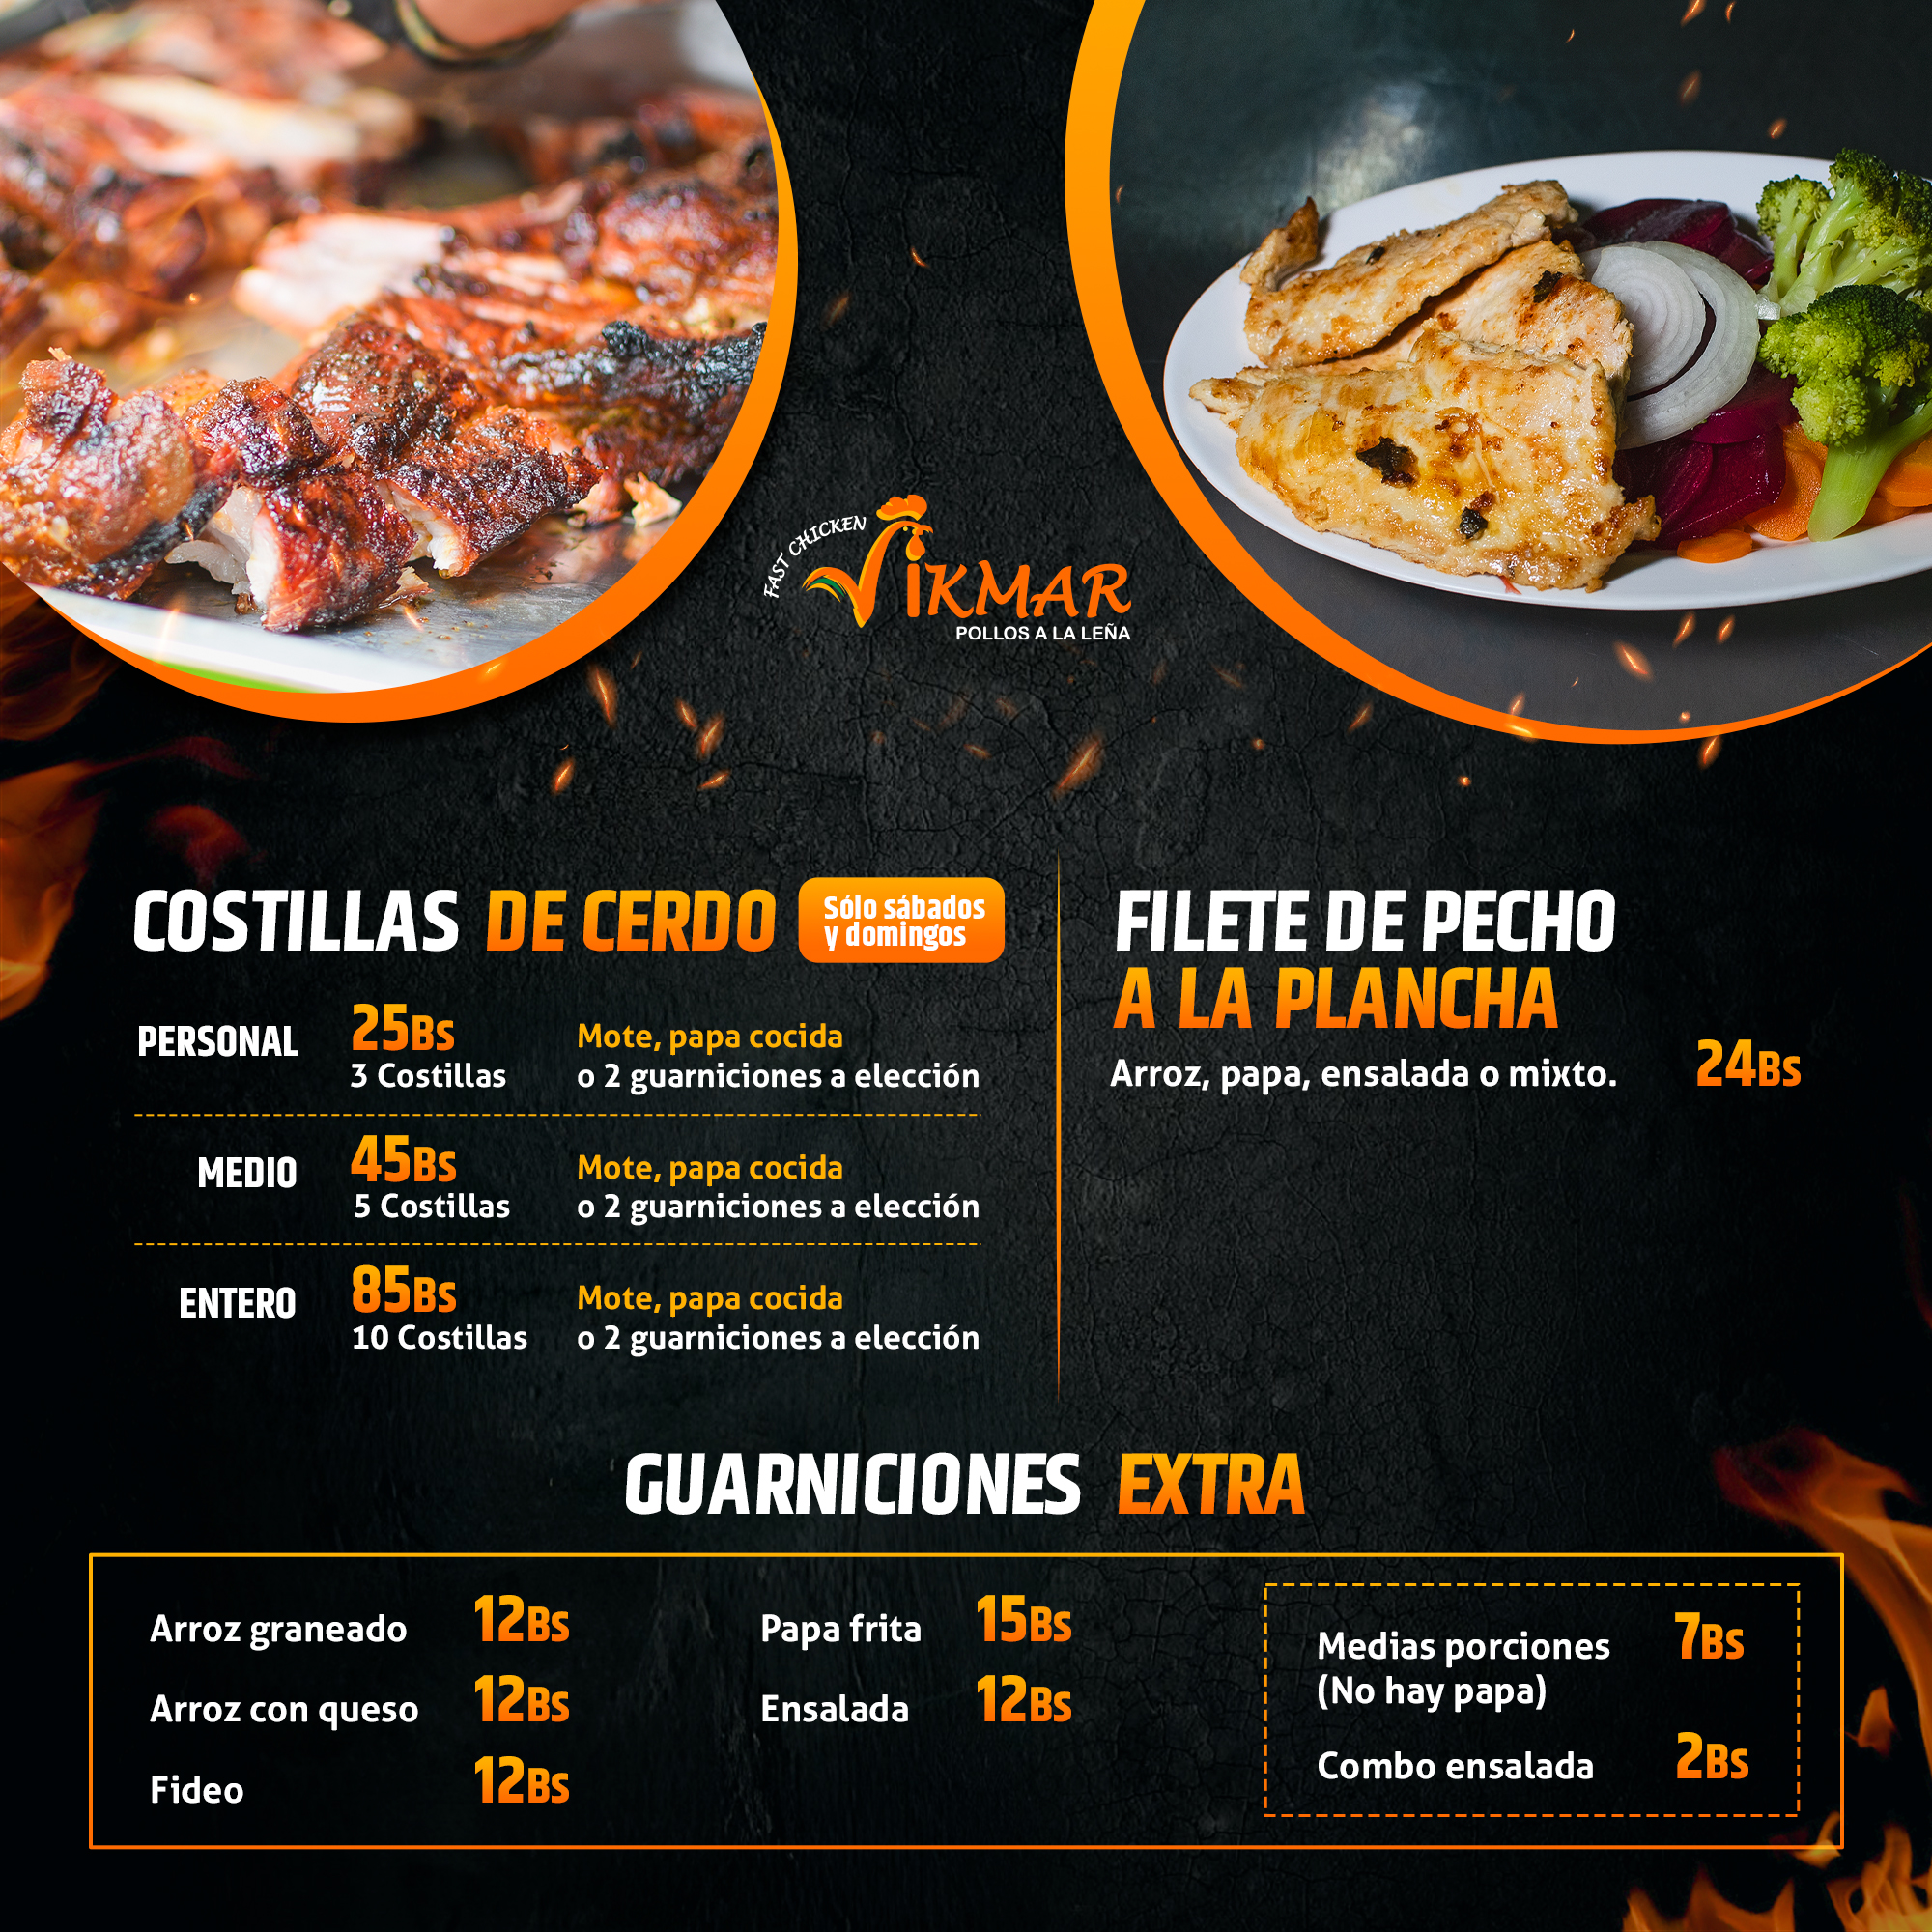 FAST CHICKEN
VIKMAR
POLLOS A LA LEÑA
COSTILLAS DE CERDO
Sólo sábados
y domingos
PERSONAL
25Bs
3 Costillas
Mote, papa cocida
o 2 guarniciones a elección
MEDIO
45Bs
5 Costillas
Mote, papa cocida
o 2 guarniciones a elección
ENTERO
85Bs
10 Costillas
Mote, papa cocida
o 2 guarniciones a elección
FILETE DE PECHO
A LA PLANCHA
Arroz, papa, ensalada o mixto. 24Bs
GUARNICIONES EXTRA
Arroz graneado 12Bs
Arroz con queso 12Bs
Fideo 12Bs
Papa frita 15Bs
Ensalada 12Bs
Medias porciones 7Bs
(No hay papa)
Combo ensalada 2Bs